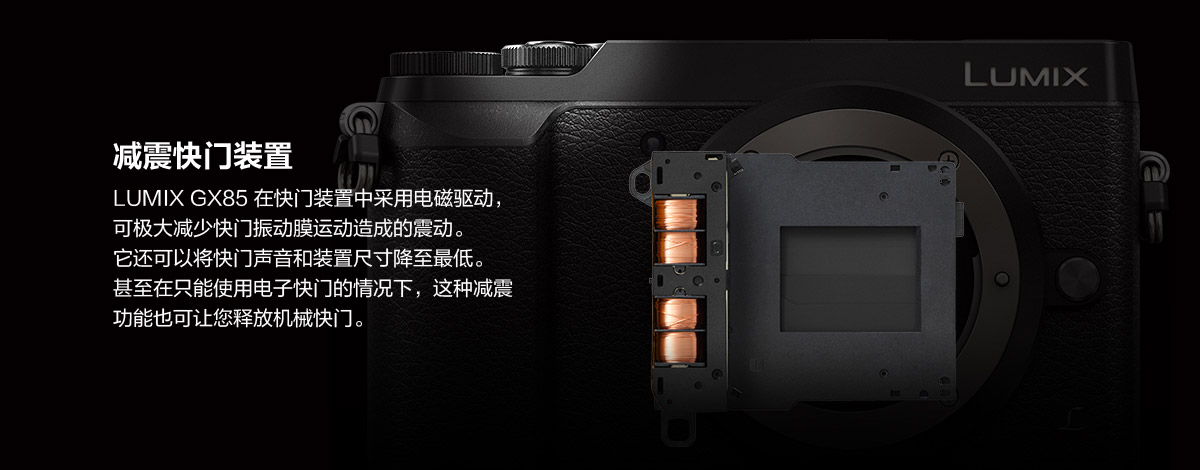 LUMIX
减震快门装置
LUMIX GX85 在快门装置中采用电磁驱动，
可极大减少快门振动膜运动造成的震动。
它还可以将快门声音和装置尺寸降至最低。
甚至在只能使用电子快门的情况下，这种减震
功能也可让您释放机械快门。